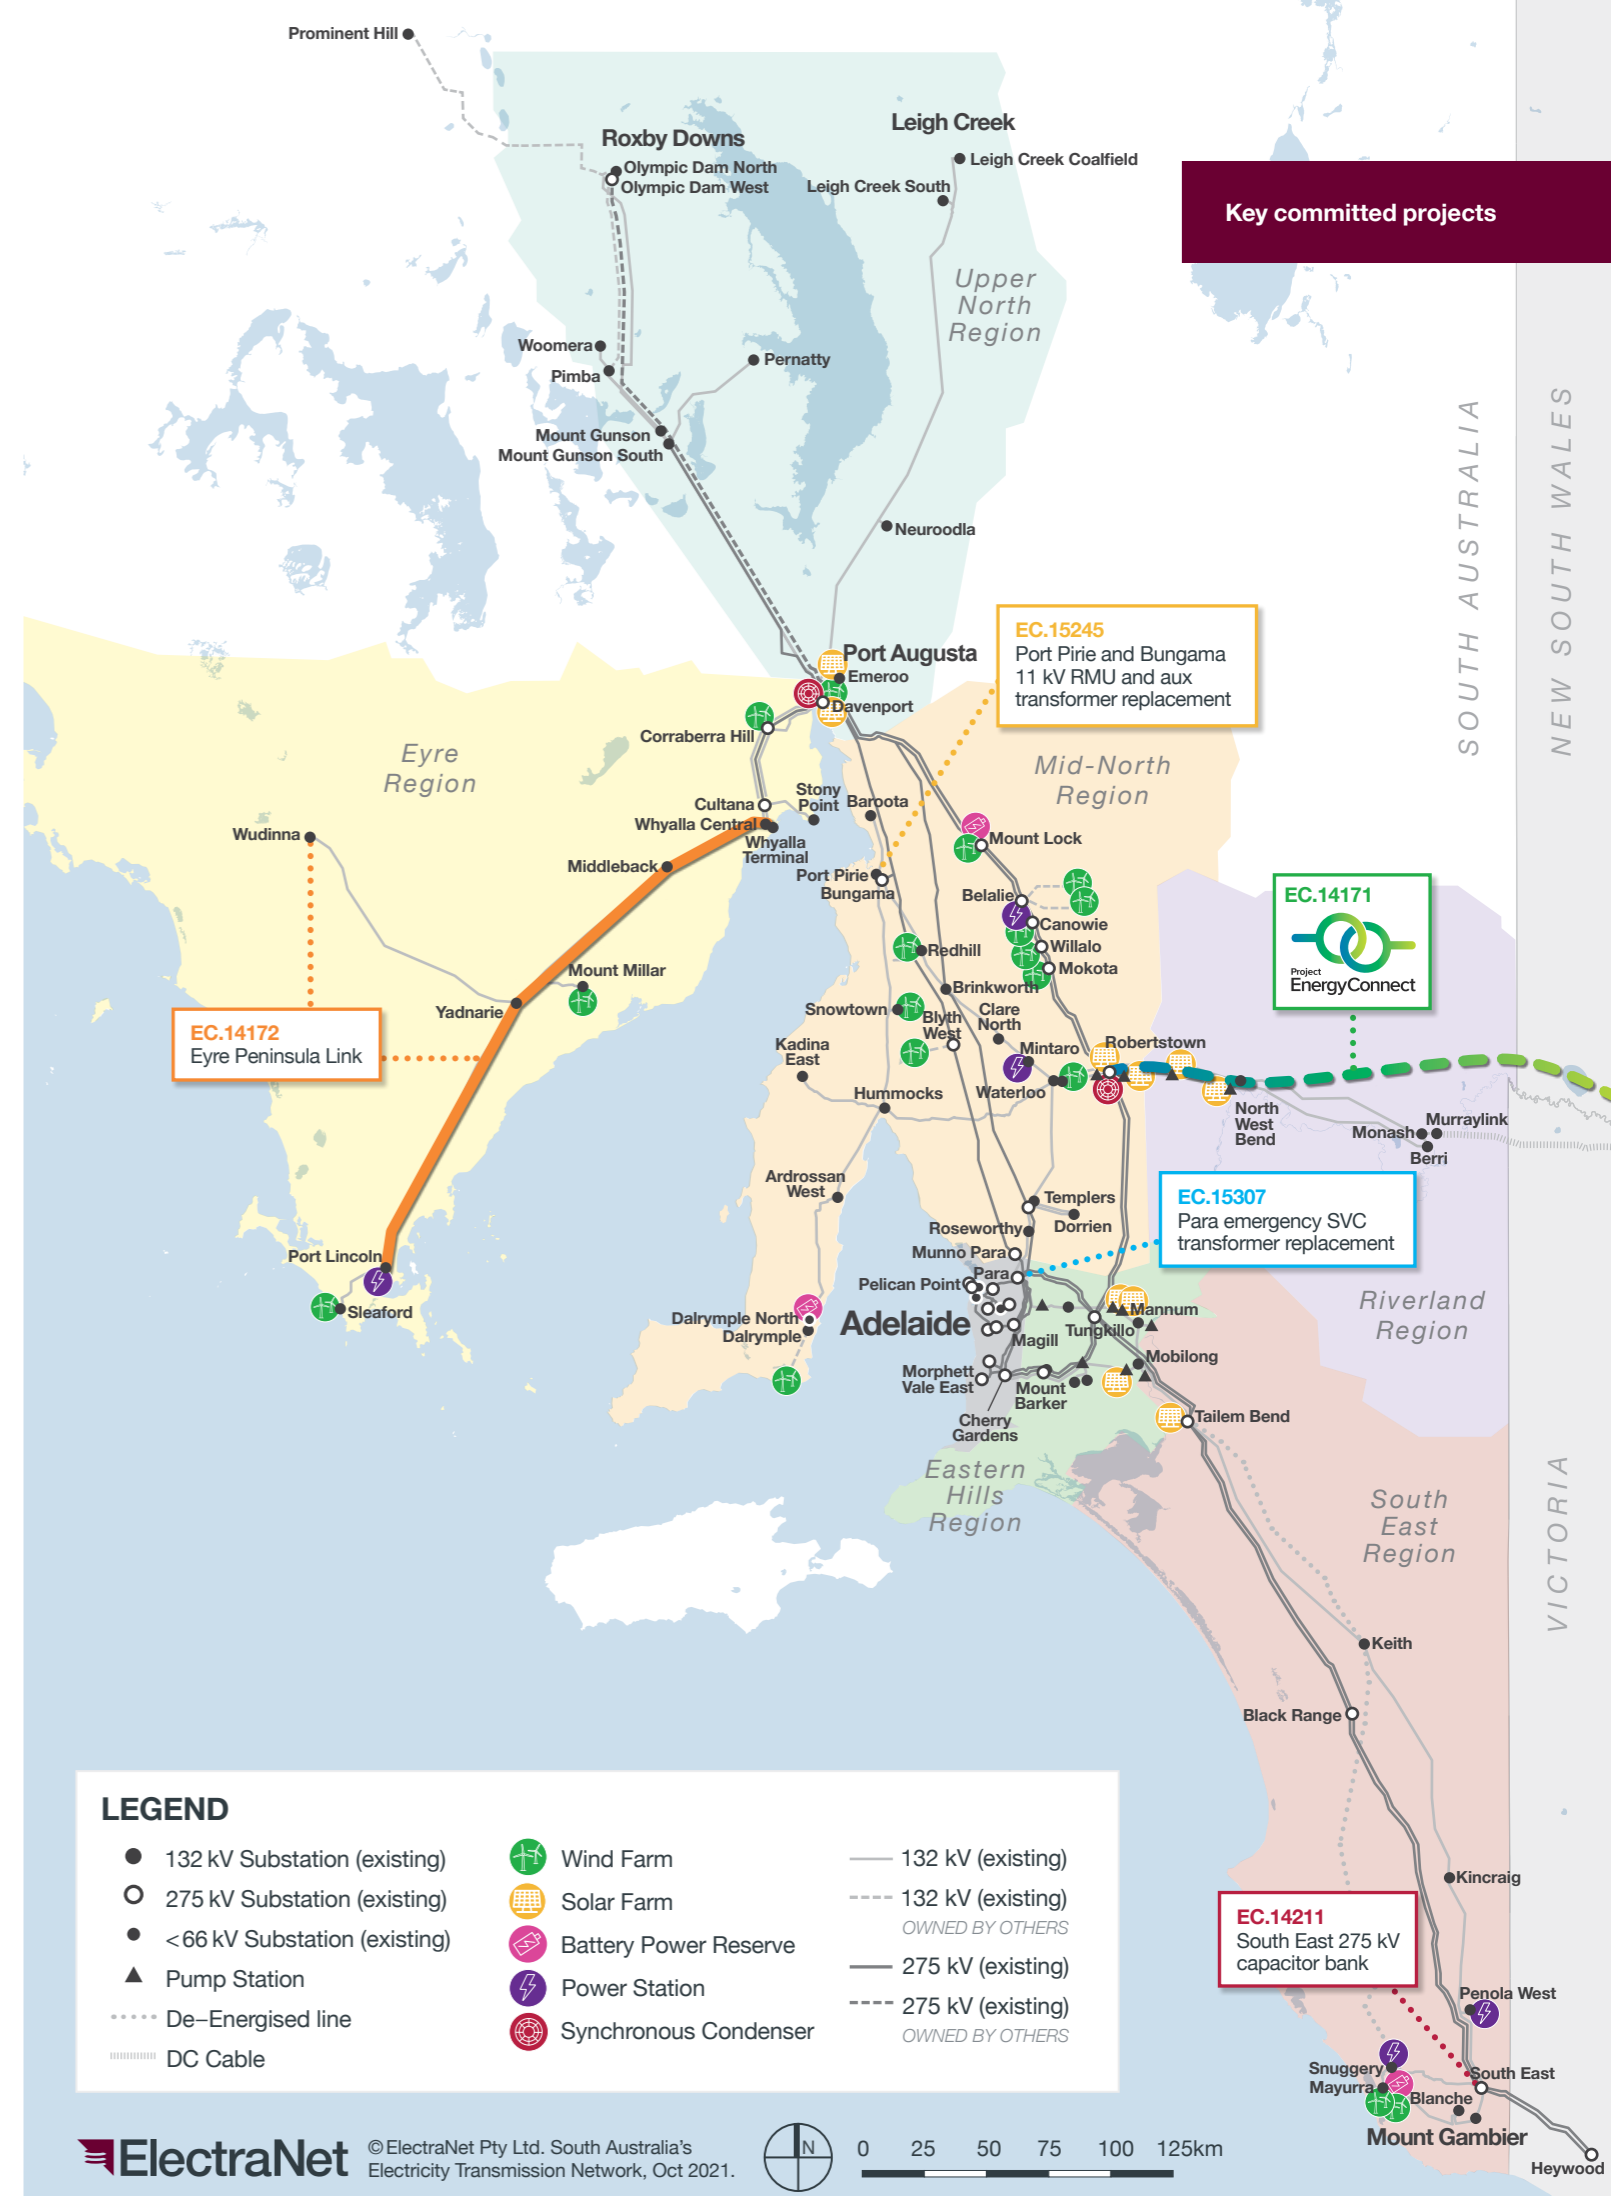 Prominent Hill
Roxby Downs
Olympic Dam North
Olympic Dam West
Leigh Creek
Leigh Creek Coalfield
Leigh Creek South
Key committed projects
Upper
North
Region
Woomera
Pimba
Pernatty
Mount Gunson
Mount Gunson South
Neuroodla
SOUTH AUSTRALIA
NEW SOUTH WALES
EC.15245
Port Pirie and Bungama
11 kV RMU and aux
transformer replacement
Port Augusta
Emeroo
Davenport
Corraberra Hill
Eyre
Region
Mid-North
Region
Cultana
Stony
Point
Baroota
Whyalla Central
Whyalla
Terminal
Wudinna
Middleback
Mount Lock
Port Pirie
Bungama
Belalie
Canowie
Willalo
Mokota
EC.14171
Project
EnergyConnect
Redhill
Mount Millar
Yadnarie
Brinkworth
Snowtown
Blyth
West
Clare
North
EC.14172
Eyre Peninsula Link
Kadina
East
Mintaro
Robertstown
Waterloo
Hummocks
North
West
Bend
Monash
Murraylink
Berri
Ardrossan
West
EC.15307
Para emergency SVC
transformer replacement
Templers
Dorrien
Roseworthy
Munno Para
Port Lincoln
Para
Pelican Point
Sleaford
Dalrymple North
Dalrymple
Adelaide
Magill
Tungkillo
Mannum
Riverland
Region
Mobilong
Morphett
Vale East
Mount
Barker
Cherry
Gardens
Tailem Bend
Eastern
Hills
Region
South
East
Region
VICTORIA
Keith
Black Range
Kincraig
EC.14211
South East 275 kV
capacitor bank
Penola West
Snuggery
Mayurra
South East
Blanche
Mount Gambier
Heywood
LEGEND
132 kV Substation (existing)
275 kV Substation (existing)
<66 kV Substation (existing)
Pump Station
De–Energised line
DC Cable
Wind Farm
Solar Farm
Battery Power Reserve
Power Station
Synchronous Condenser
132 kV (existing)
132 kV (existing)
OWNED BY OTHERS
275 kV (existing)
275 kV (existing)
OWNED BY OTHERS
ElectraNet
© ElectraNet Pty Ltd. South Australia's
Electricity Transmission Network, Oct 2021.
N
0 25 50 75 100 125km